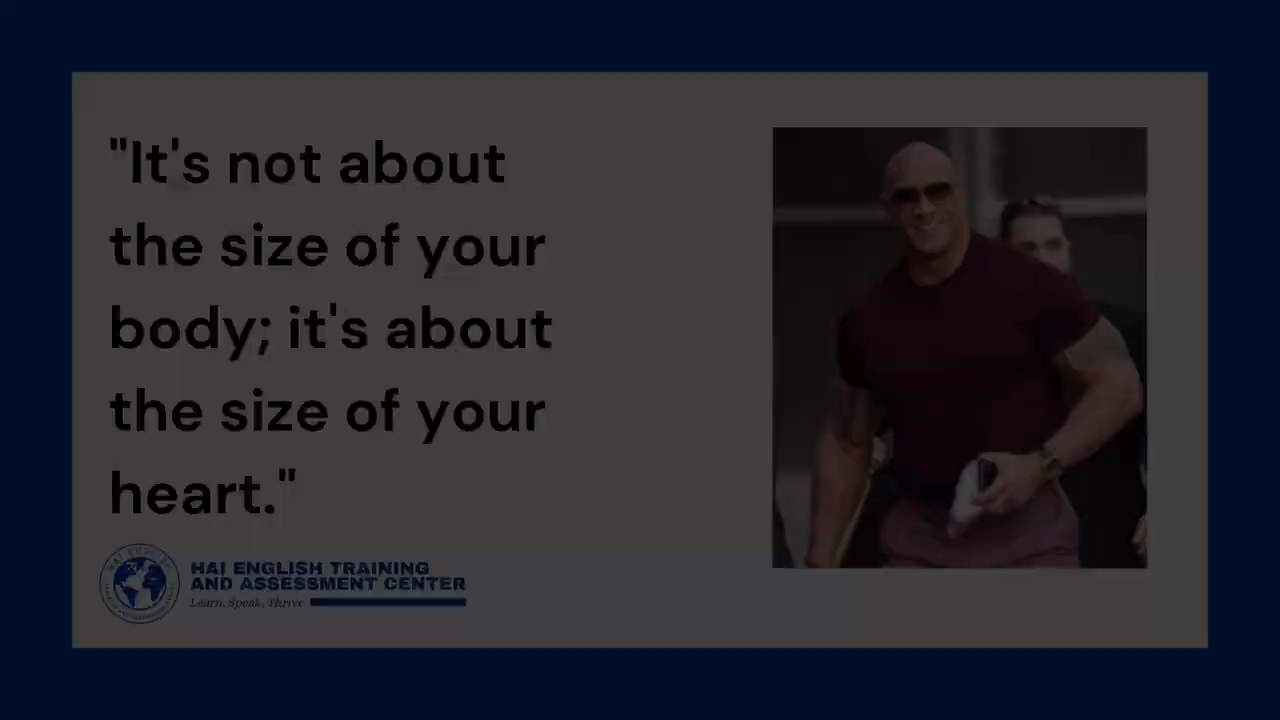 "It's not about
the size of your
body; it's about
the size of your
heart."
HAI ENGLISH TRAINING
AND ASSESSMENT CENTER
Learn, Speak, Thrive